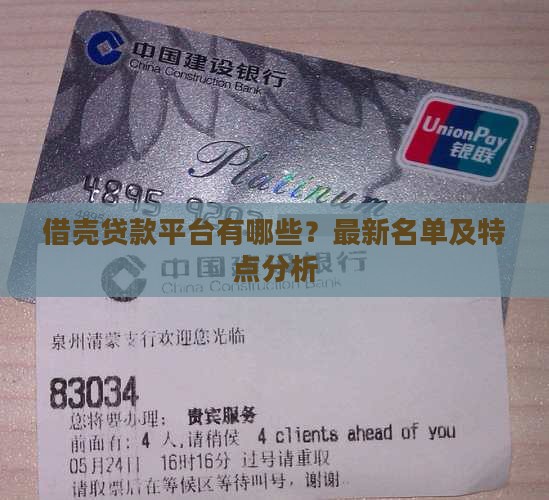 中国建设银行
China Construction Bank
UnionPay
银联
Platinum
4895
借壳贷款平台有哪些？最新名单及特
点分析
中国建设银行
China Construction Bank
泉州清蒙支行欢迎您光临
83034
您将要办理： 贵宾服务
前面有: 4 人,请稍侯 4 clients ahead of you
05月24日 16时16分 过号请重取
请取票后在等候区等待叫号，谢谢